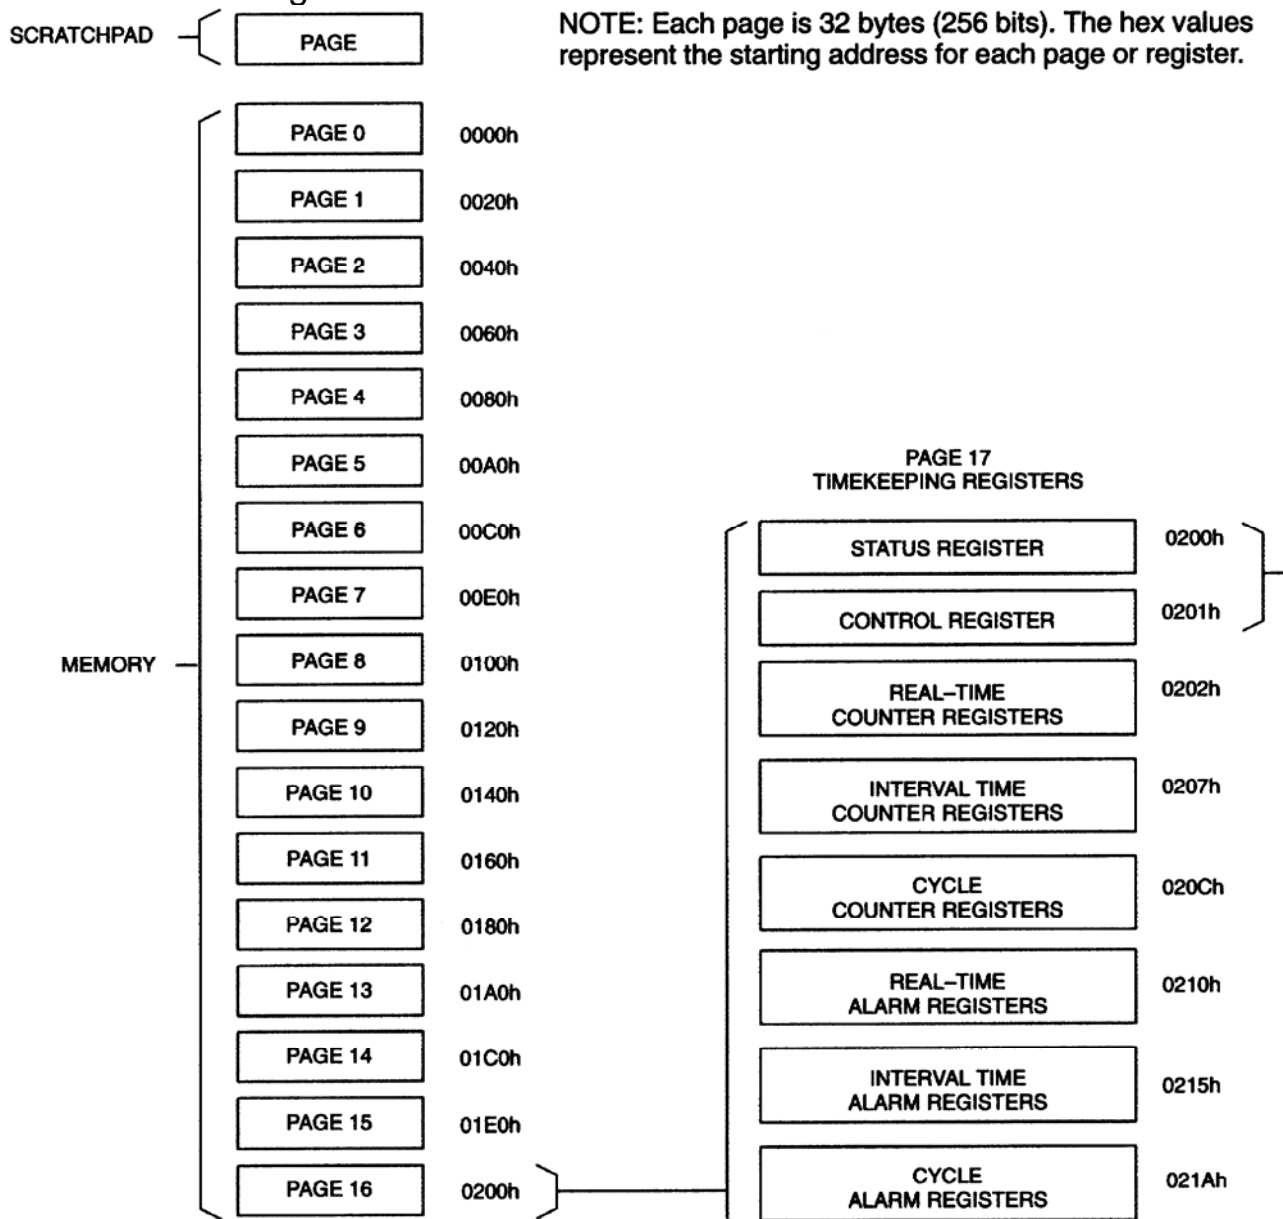 SCRATCHPAD
PAGE
NOTE: Each page is 32 bytes (256 bits). The hex values
represent the starting address for each page or register.
MEMORY
PAGE 0 0000h
PAGE 1 0020h
PAGE 2 0040h
PAGE 3 0060h
PAGE 4 0080h
PAGE 5 00A0h
PAGE 6 00C0h
PAGE 7 00E0h
PAGE 8 0100h
PAGE 9 0120h
PAGE 10 0140h
PAGE 11 0160h
PAGE 12 0180h
PAGE 13 01A0h
PAGE 14 01C0h
PAGE 15 01E0h
PAGE 16 0200h
PAGE 17
TIMEKEEPING REGISTERS
STATUS REGISTER 0200h
CONTROL REGISTER 0201h
REAL–TIME 0202h
COUNTER REGISTERS
INTERVAL TIME 0207h
COUNTER REGISTERS
CYCLE 020Ch
COUNTER REGISTERS
REAL–TIME 0210h
ALARM REGISTERS
INTERVAL TIME 0215h
ALARM REGISTERS
CYCLE 021Ah
ALARM REGISTERS